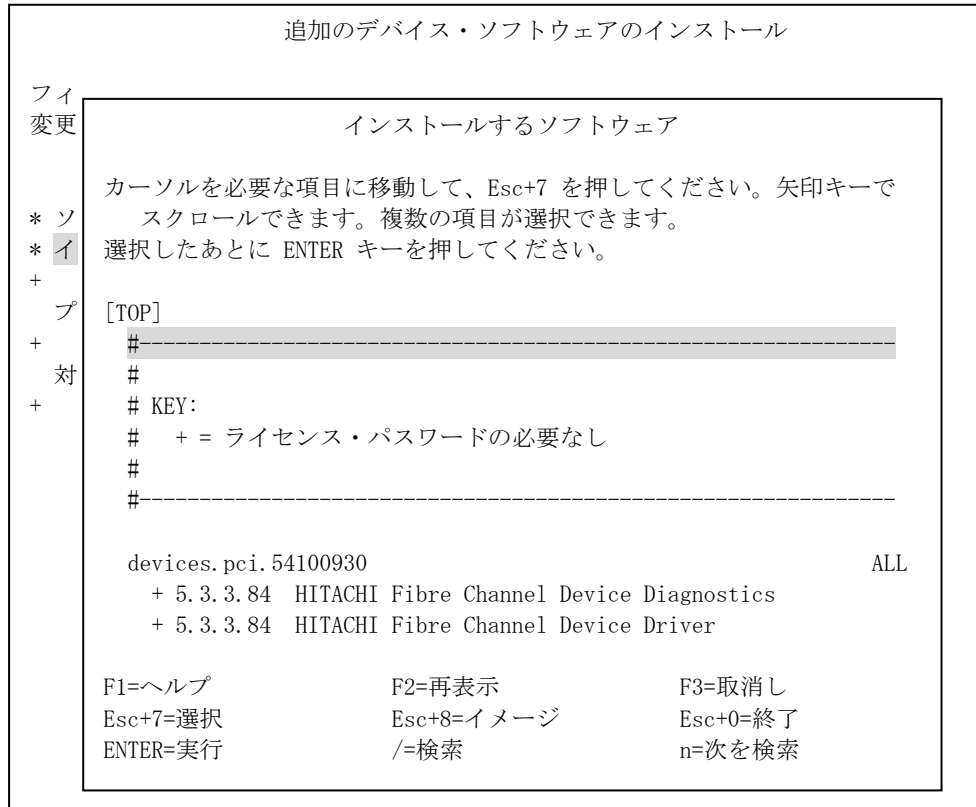 追加のデバイス・ソフトウェアのインストール
フィ
変更
インストールするソフトウェア
カーソルを必要な項目に移動して、Esc+7 を押してください。矢印キーで
* ソ
スクロールできます。複数の項目が選択できます。
* イ
選択したあとに ENTER キーを押してください。
+
プ
[TOP]
+
#---------------------------------------------------------------
対
#
+
# KEY:
#   + = ライセンス・パスワードの必要なし
#
#---------------------------------------------------------------
devices.pci.54100930 ALL
+ 5.3.3.84  HITACHI Fibre Channel Device Diagnostics
+ 5.3.3.84  HITACHI Fibre Channel Device Driver
F1=ヘルプ F2=再表示 F3=取消し
Esc+7=選択 Esc+8=イメージ Esc+0=終了
ENTER=実行 /=検索 n=次を検索